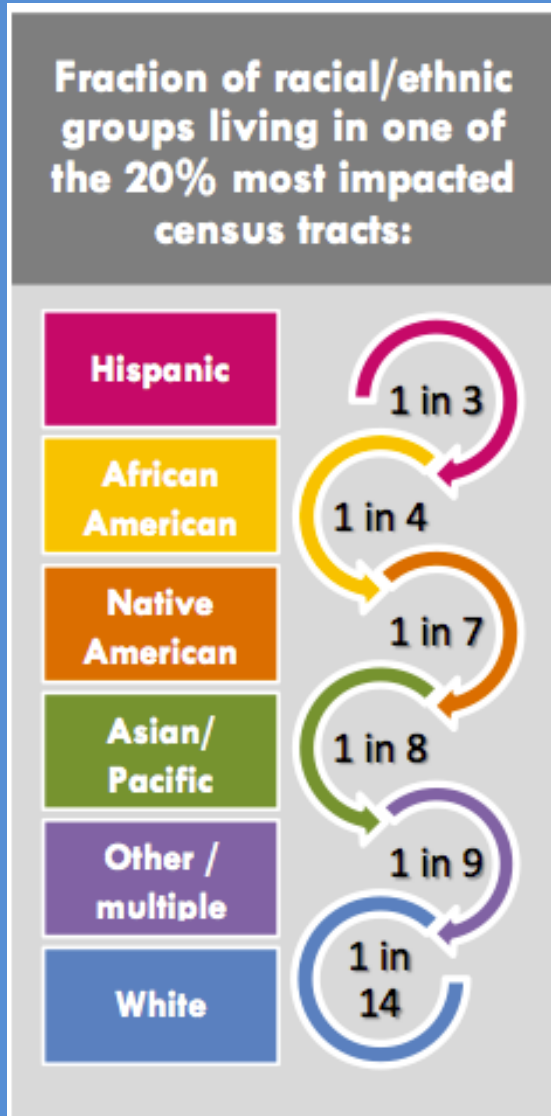 Fraction of racial/ethnic
groups living in one of
the 20% most impacted
census tracts:
Hispanic
1 in 3
African
American
1 in 4
Native
American
1 in 7
Asian/
Pacific
1 in 8
Other /
multiple
1 in 9
White
1 in
14